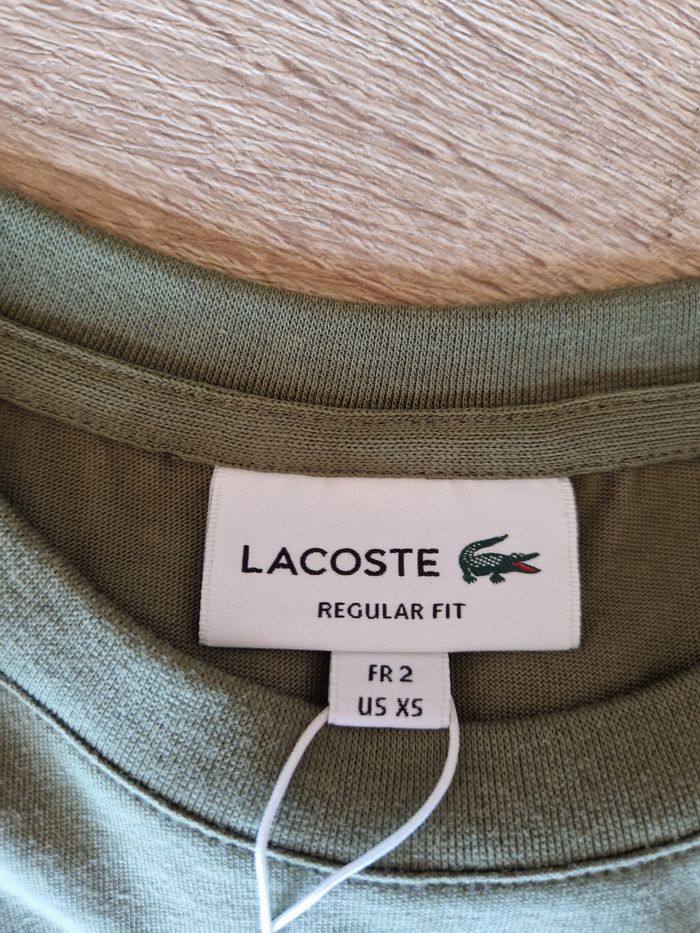 LACOSTE
REGULAR FIT
FR 2
US XS